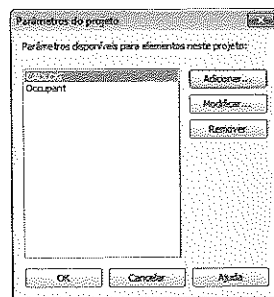 Parâmetros do projeto
Parâmetros disponíveis para elementos neste projeto:
Occupant
Adicionar...
Modificar...
Remover
OK
Cancelar
Ajuda